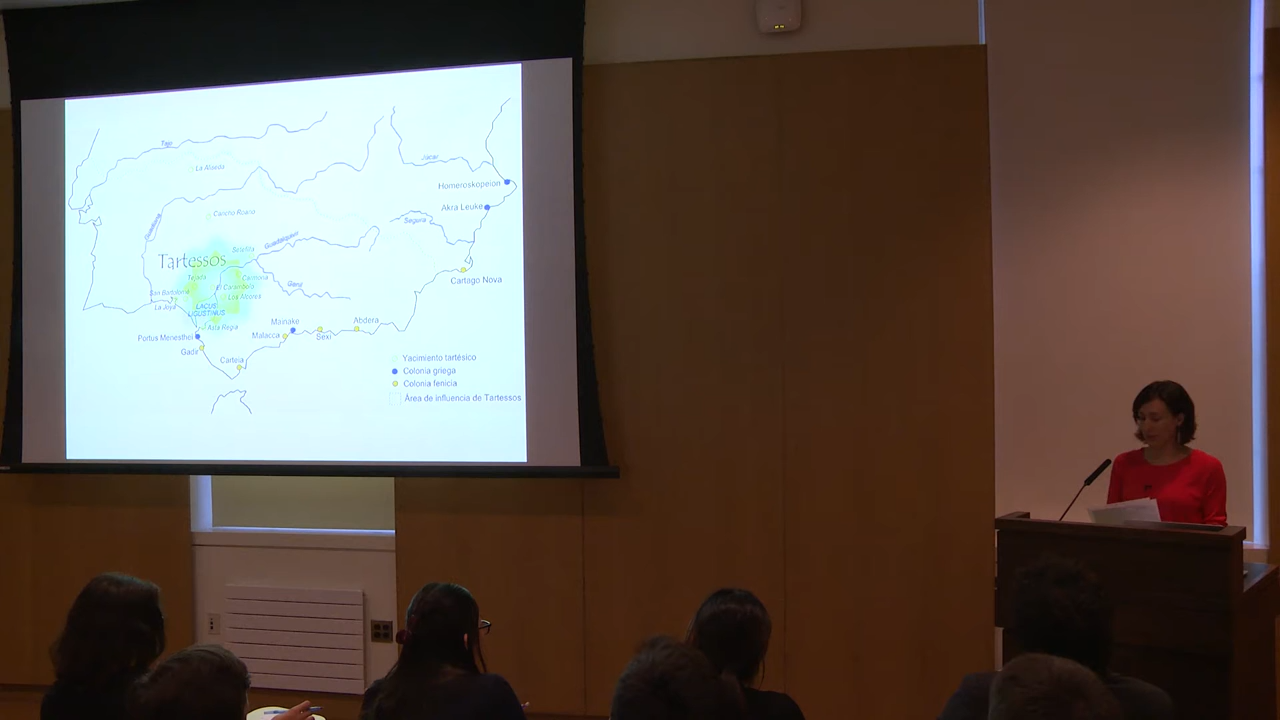 Tajo
La Aliseda
Júcar
Homeroskopeion
Akra Leuke
Cancho Roano
Segura
Guadiana
Guadalquivir
Setefilla
Tartessos
Tejada
Carmona
Cartago Nova
El Carambolo
San Bartolomé
Los Alcores
Genil
La Joya
LACUS
LIGUSTINUS
Asta Regia
Mainake
Abdera
Portus Menesthei
Malacca
Sexi
Gadir
Carteia
Yacimiento tartésico
Colonia griega
Colonia fenicia
Área de influencia de Tartessos